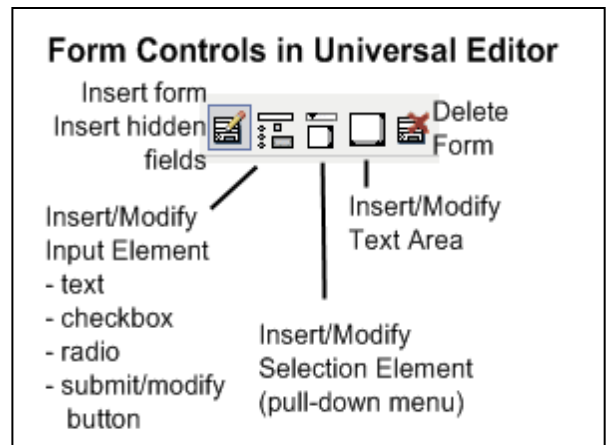 Form Controls in Universal Editor
Insert form
Insert hidden
fields
Delete
Form
Insert/Modify
Input Element
- text
- checkbox
- radio
- submit/modify
button
Insert/Modify
Text Area
Insert/Modify
Selection Element
(pull-down menu)